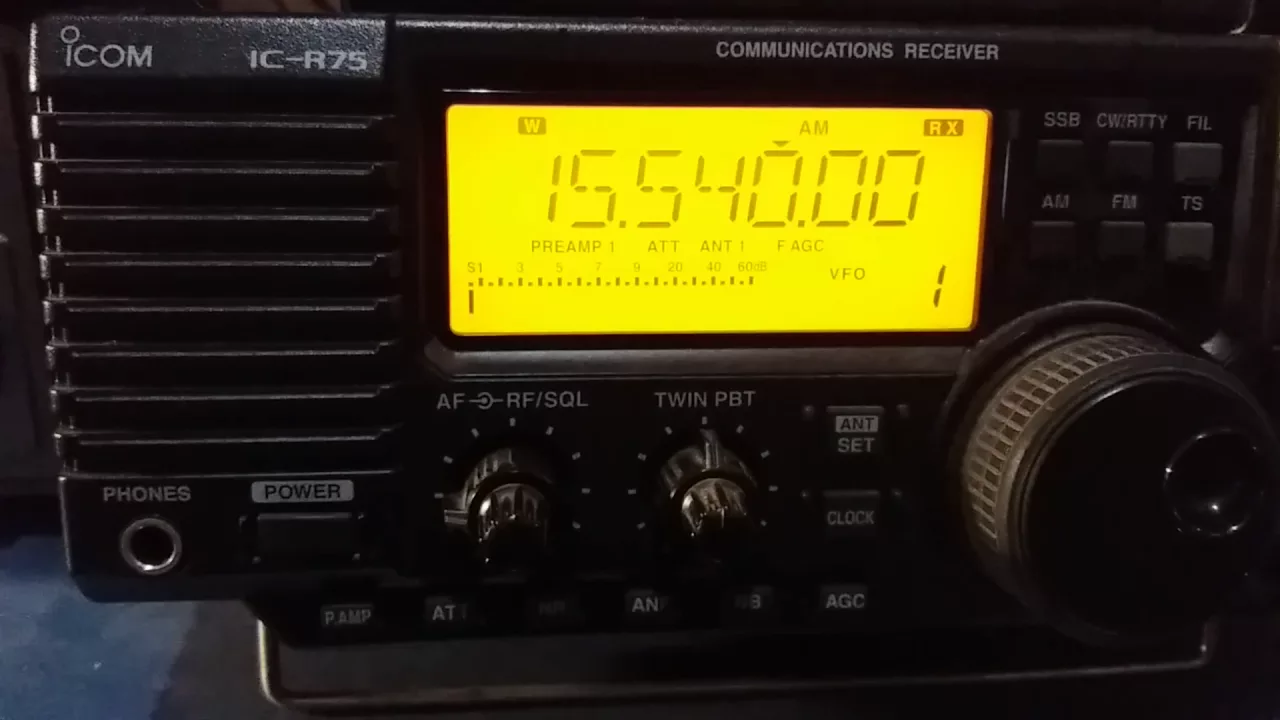 ICOM IC-R75
COMMUNICATIONS RECEIVER
W AM RX
15.540.00
PREAMP 1 ATT ANT 1 F AGC
S1 3 5 7 9 20 40 60dB
VFO 1
SSB CW/RTTY FIL
AM FM TS
AF RF/SQL TWIN PBT
ANT
SET
PHONES POWER
CLOCK
P.AMP ATT AGC